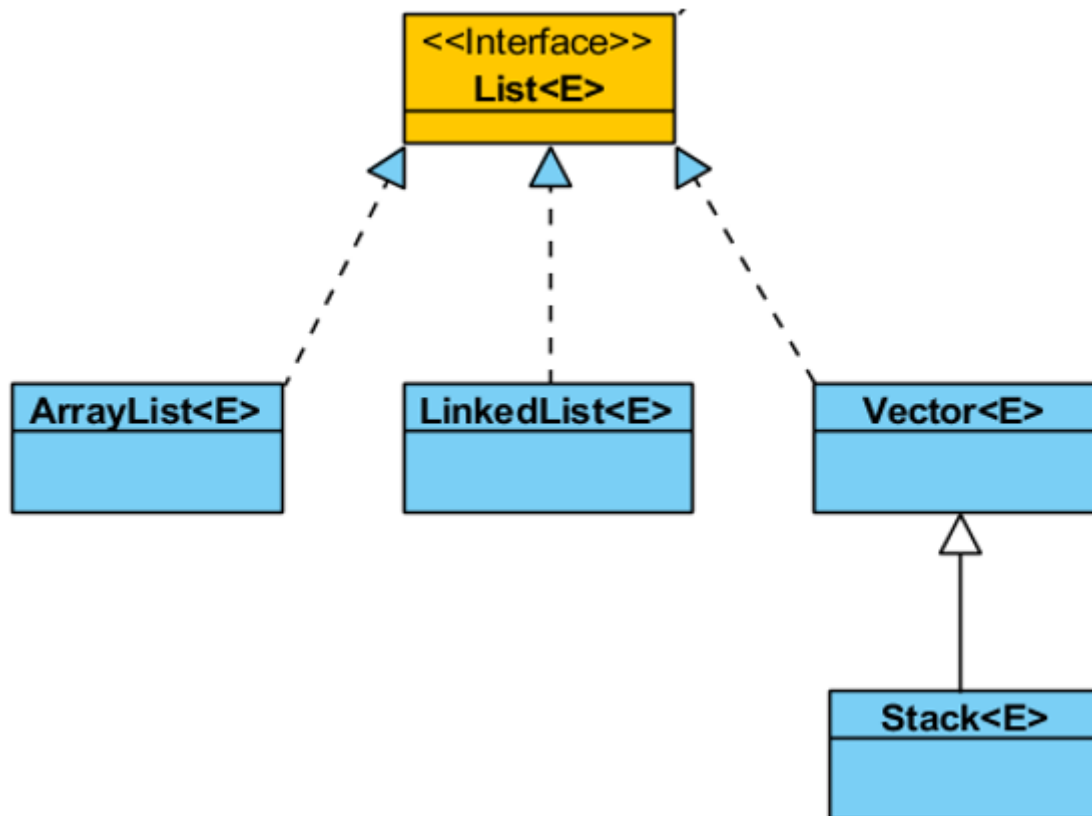 <<Interface>>
List<E>
ArrayList<E>
LinkedList<E>
Vector<E>
Stack<E>